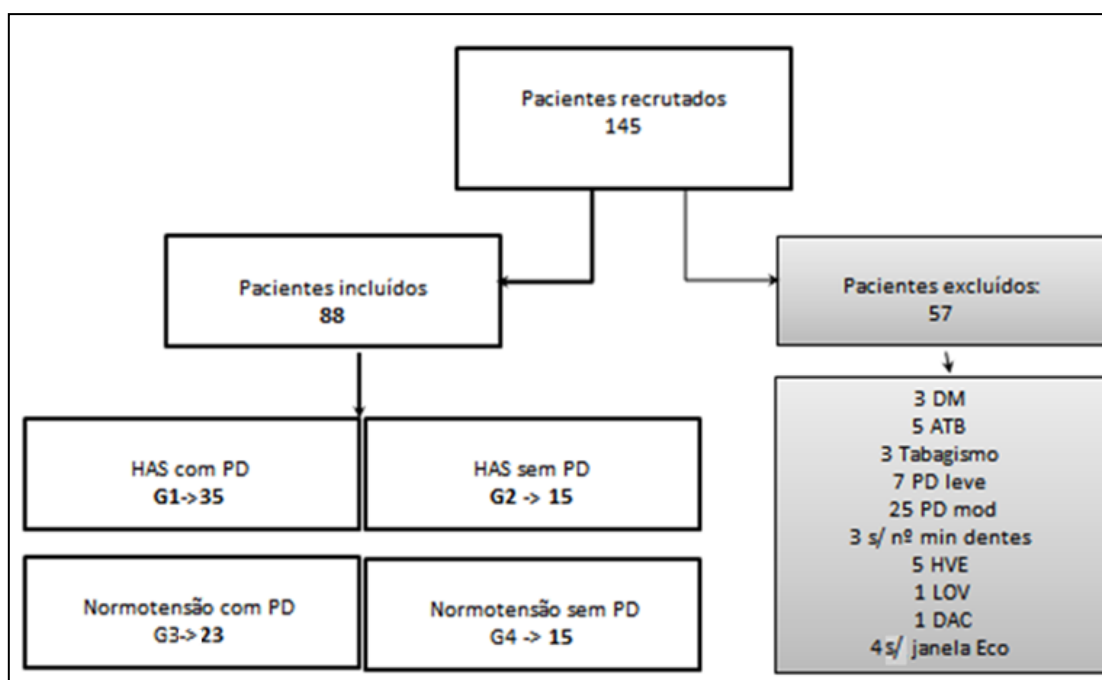 Pacientes recrutados
145
Pacientes incluídos
88
Pacientes excluídos:
57
HAS com PD
G1->35
HAS sem PD
G2 -> 15
Normotensão com PD
G3->23
Normotensão sem PD
G4 -> 15
3 DM
5 ATB
3 Tabagismo
7 PD leve
25 PD mod
3 s/ nº min dentes
5 HVE
1 LOV
1 DAC
4 s/ janela Eco